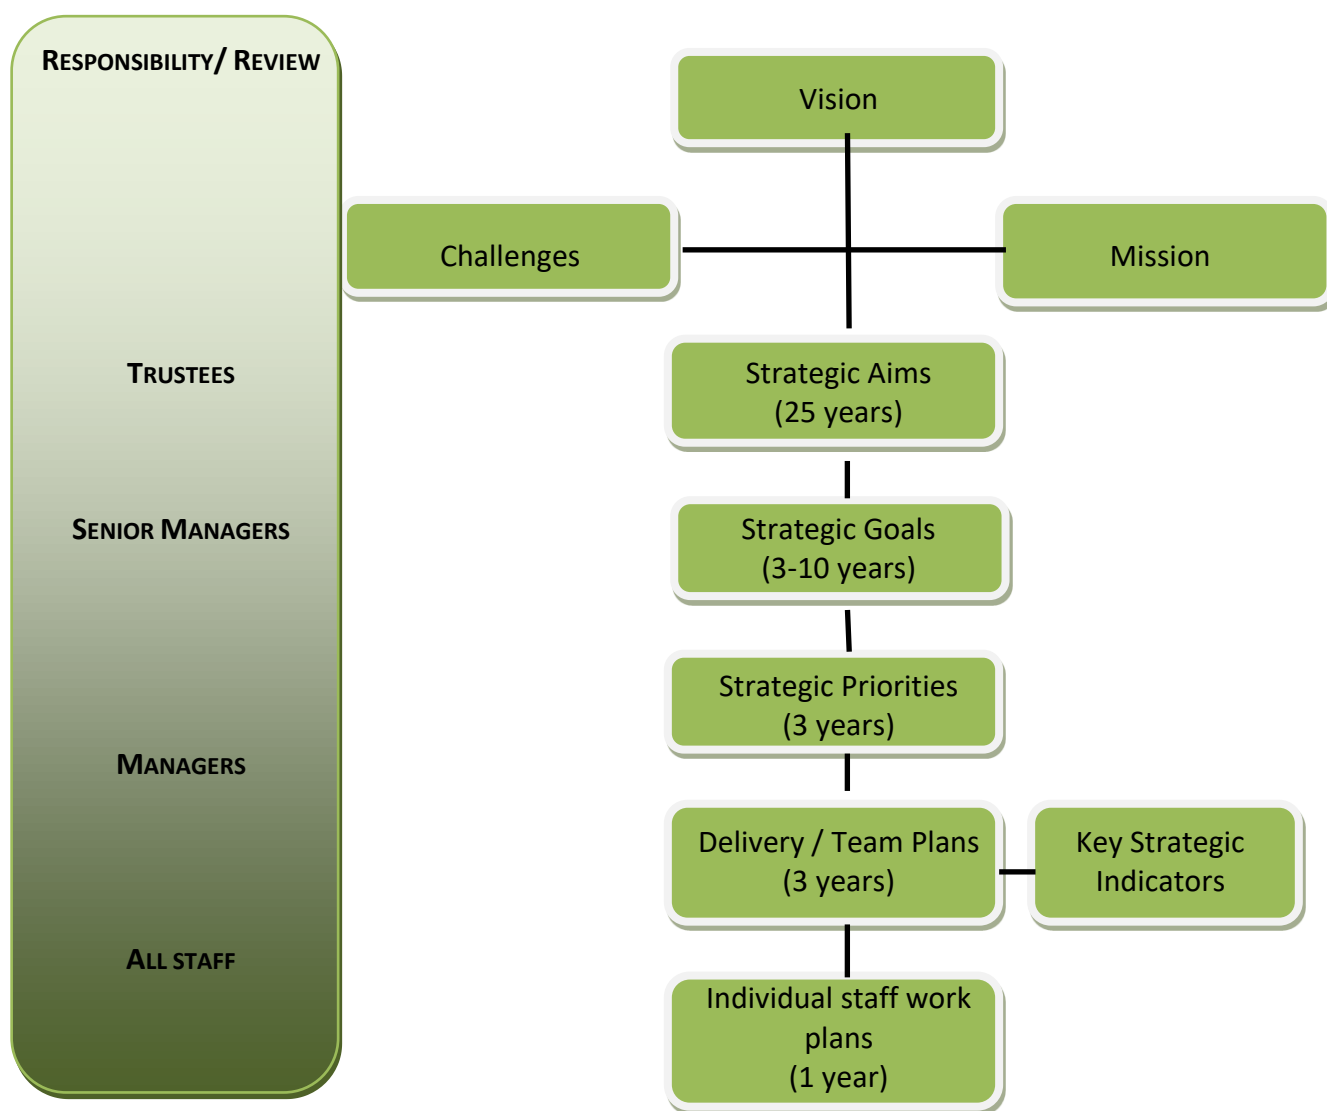 RESPONSIBILITY/ REVIEW
Vision
Challenges
Mission
TRUSTEES
Strategic Aims
(25 years)
SENIOR MANAGERS
Strategic Goals
(3-10 years)
Strategic Priorities
(3 years)
MANAGERS
Delivery / Team Plans
(3 years)
Key Strategic
Indicators
ALL STAFF
Individual staff work
plans
(1 year)